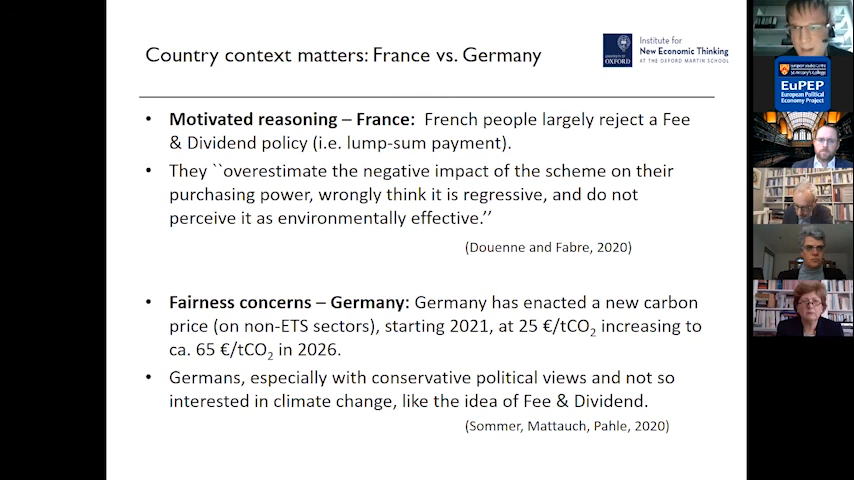 Country context matters: France vs. Germany
UNIVERSITY OF
OXFORD
Institute for
New Economic Thinking
AT THE OXFORD MARTIN SCHOOL
• Motivated reasoning – France: French people largely reject a Fee
& Dividend policy (i.e. lump-sum payment).
• They ``overestimate the negative impact of the scheme on their
purchasing power, wrongly think it is regressive, and do not
perceive it as environmentally effective.’’
(Douenne and Fabre, 2020)
• Fairness concerns – Germany: Germany has enacted a new carbon
price (on non-ETS sectors), starting 2021, at 25 €/tCO2 increasing to
ca. 65 €/tCO2 in 2026.
• Germans, especially with conservative political views and not so
interested in climate change, like the idea of Fee & Dividend.
(Sommer, Mattauch, Pahle, 2020)
EuPEP
European Political
Economy Project